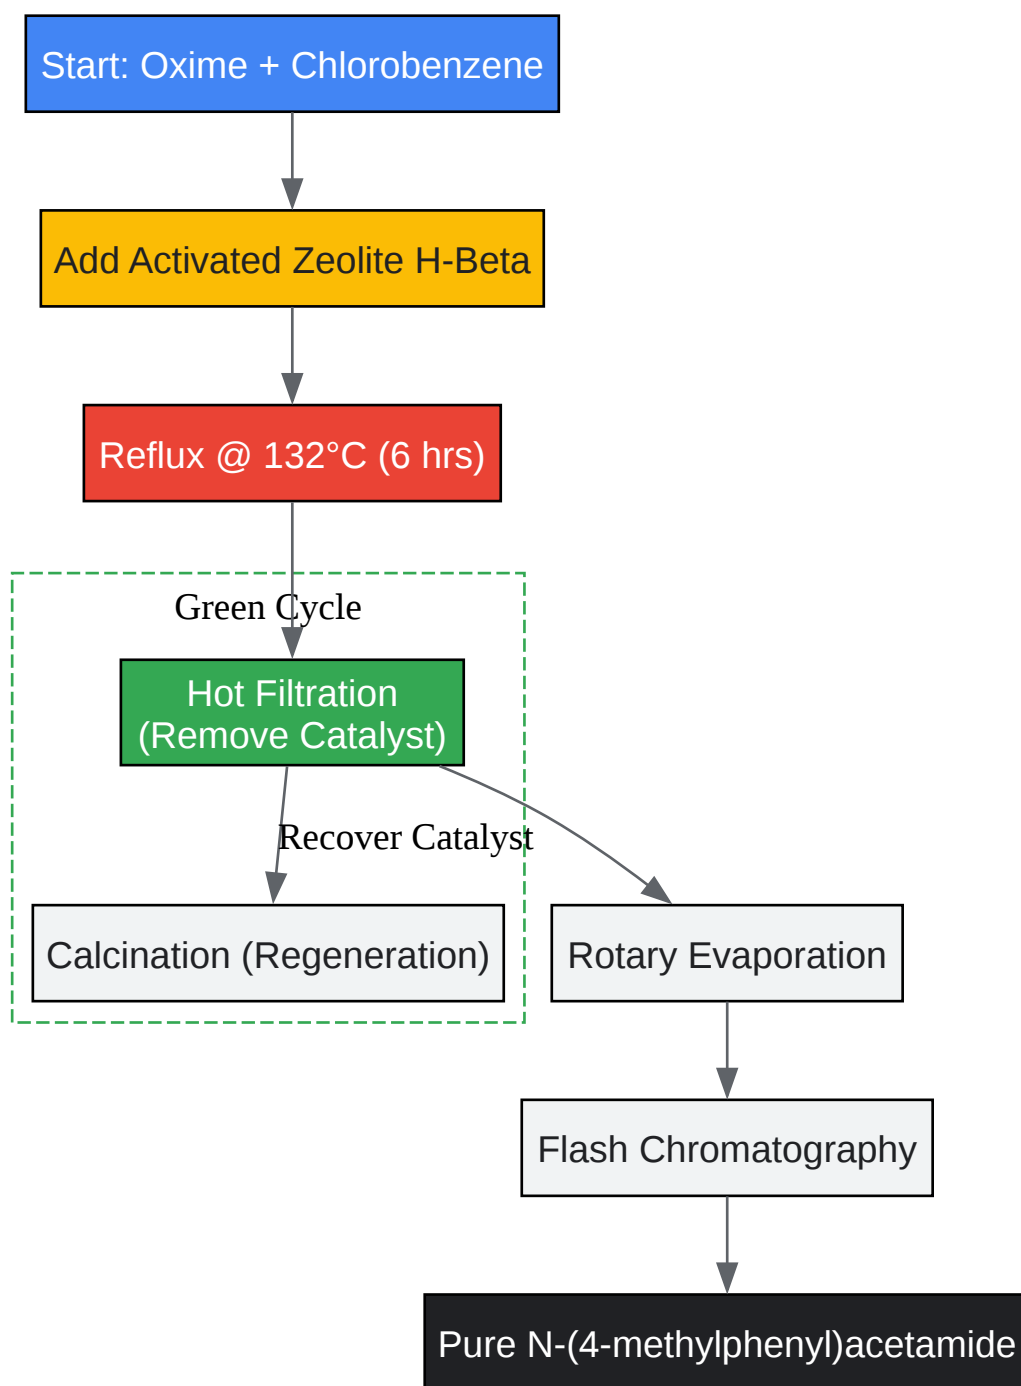 Start: Oxime + Chlorobenzene
Add Activated Zeolite H-Beta
Reflux @ 132°C (6 hrs)
Green Cycle
Hot Filtration
(Remove Catalyst)
Recover Catalyst
Calcination (Regeneration)
Rotary Evaporation
Flash Chromatography
Pure N-(4-methylphenyl)acetamide